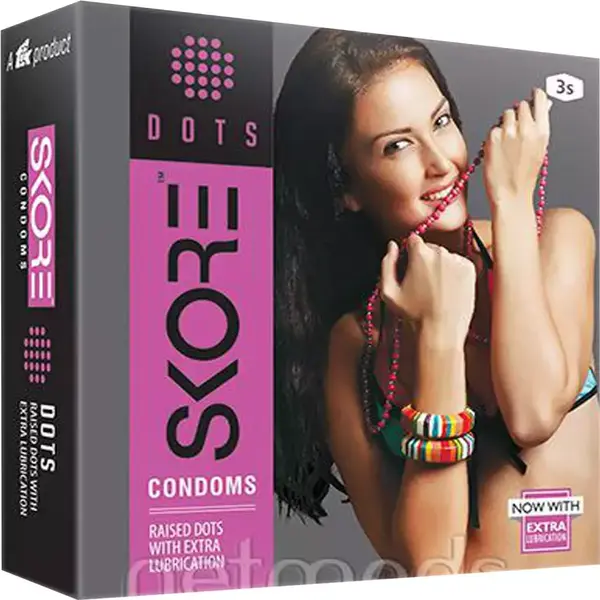 A TTK product
SKORE
CONDOMS
DOTS
RAISED DOTS WITH
EXTRA LUBRICATION
DOTS
SKORE™
CONDOMS
RAISED DOTS
WITH EXTRA
LUBRICATION
3s
NOW WITH
EXTRA
LUBRICATION
netmeds